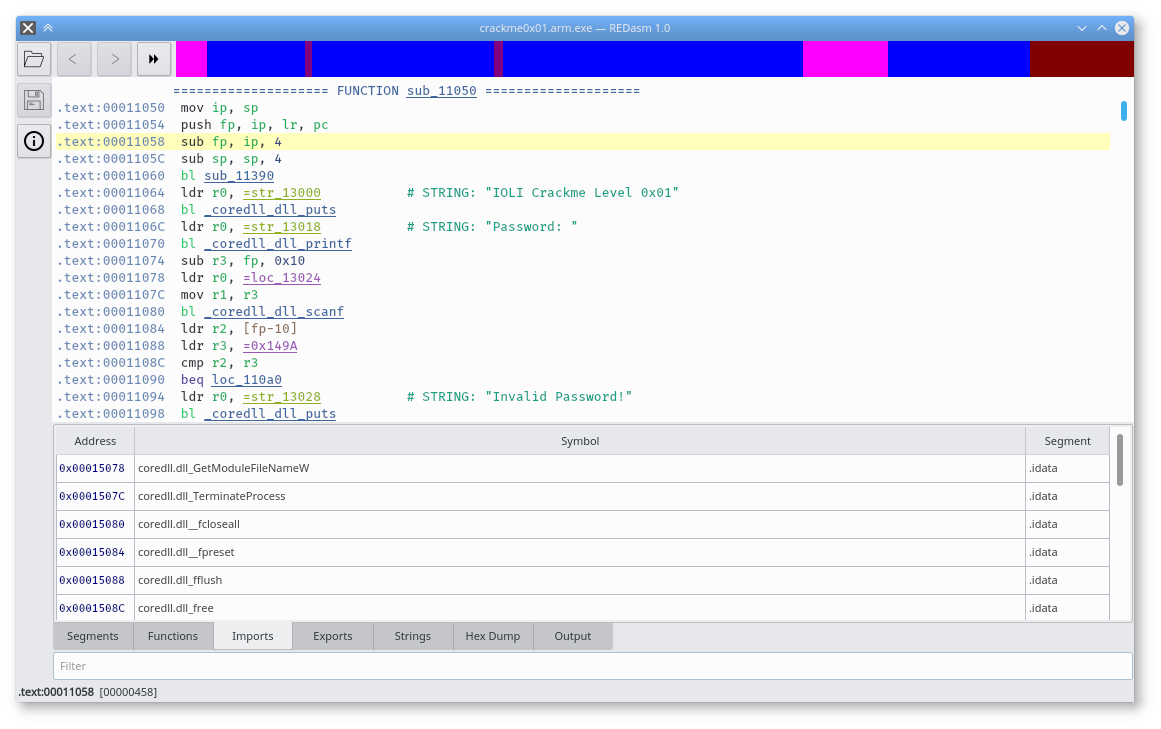 crackme0x01.arm.exe — REDasm 1.0
==================== FUNCTION sub_11050 ====================
.text:00011050 mov ip, sp
.text:00011054 push fp, ip, lr, pc
.text:00011058 sub fp, ip, 4
.text:0001105C sub sp, sp, 4
.text:00011060 bl sub_11390
.text:00011064 ldr r0, =str_13000 # STRING: "IOLI Crackme Level 0x01"
.text:00011068 bl _coredll_dll_puts
.text:0001106C ldr r0, =str_13018 # STRING: "Password: "
.text:00011070 bl _coredll_dll_printf
.text:00011074 sub r3, fp, 0x10
.text:00011078 ldr r0, =loc_13024
.text:0001107C mov r1, r3
.text:00011080 bl _coredll_dll_scanf
.text:00011084 ldr r2, [fp-10]
.text:00011088 ldr r3, =0x149A
.text:0001108C cmp r2, r3
.text:00011090 beq loc_110a0
.text:00011094 ldr r0, =str_13028 # STRING: "Invalid Password!"
.text:00011098 bl _coredll_dll_puts
Address Symbol Segment
0x00015078 coredll.dll_GetModuleFileNameW .idata
0x0001507C coredll.dll_TerminateProcess .idata
0x00015080 coredll.dll__fcloseall .idata
0x00015084 coredll.dll__fpreset .idata
0x00015088 coredll.dll_fflush .idata
0x0001508C coredll.dll_free .idata
Segments Functions Imports Exports Strings Hex Dump Output
Filter
.text:00011058 [00000458]